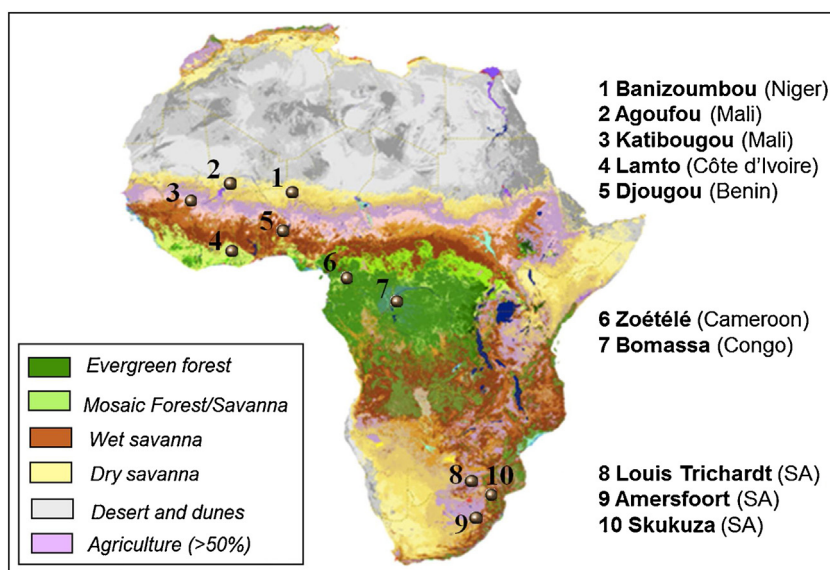 1 Banizoumbou (Niger)
2 Agoufou (Mali)
3 Katibougou (Mali)
4 Lamto (Côte d'Ivoire)
5 Djougou (Benin)
6 Zoétélé (Cameroon)
7 Bomassa (Congo)
8 Louis Trichardt (SA)
9 Amersfoort (SA)
10 Skukuza (SA)
2
1
3
5
4
6
7
8
10
9
Evergreen forest
Mosaic Forest/Savanna
Wet savanna
Dry savanna
Desert and dunes
Agriculture (>50%)